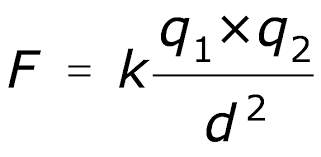 F = k q₁×q₂ / d²